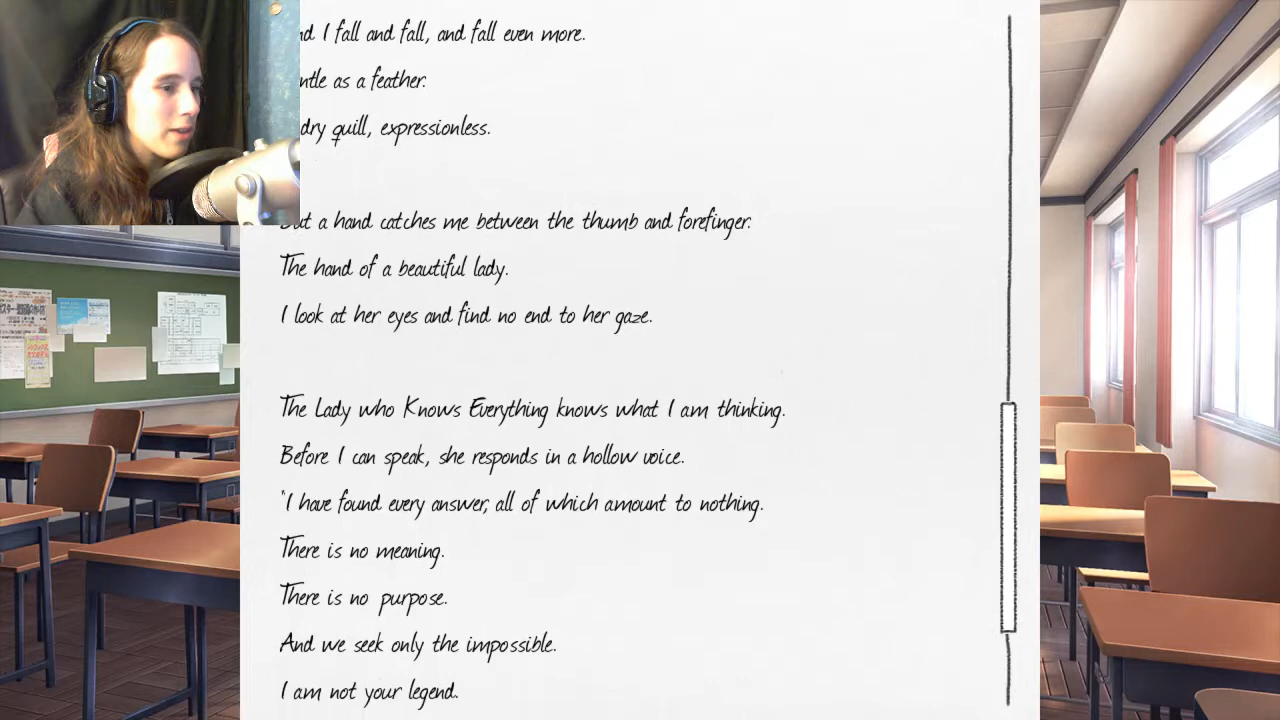 I fall and fall, and fall even more.
as a feather.
dry quill, expressionless.
a hand catches me between the thumb and forefinger.
The hand of a beautiful lady.
I look at her eyes and find no end to her gaze.
The Lady who Knows Everything knows what I am thinking.
Before I can speak, she responds in a hollow voice.
"I have found every answer, all of which amount to nothing.
There is no meaning.
There is no purpose.
And we seek only the impossible.
I am not your legend.